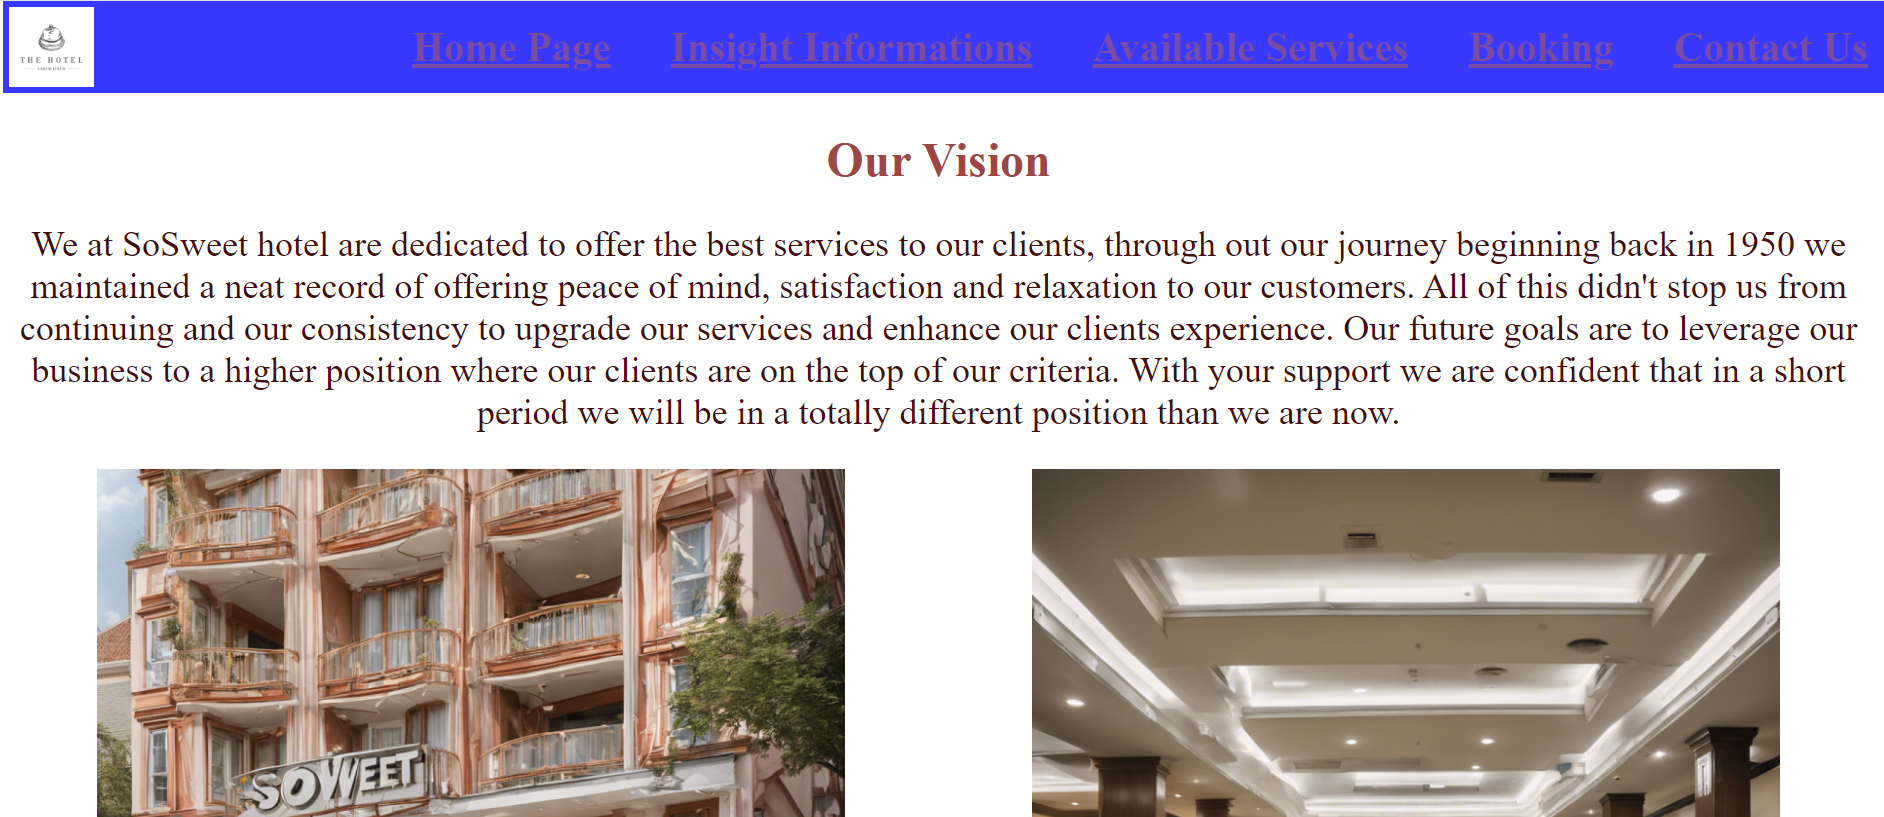 THE HOTEL
Home Page Insight Informations Available Services Booking Contact Us
Our Vision
We at SoSweet hotel are dedicated to offer the best services to our clients, through out our journey beginning back in 1950 we
maintained a neat record of offering peace of mind, satisfaction and relaxation to our customers. All of this didn't stop us from
continuing and our consistency to upgrade our services and enhance our clients experience. Our future goals are to leverage our
business to a higher position where our clients are on the top of our criteria. With your support we are confident that in a short
period we will be in a totally different position than we are now.
SOWEET